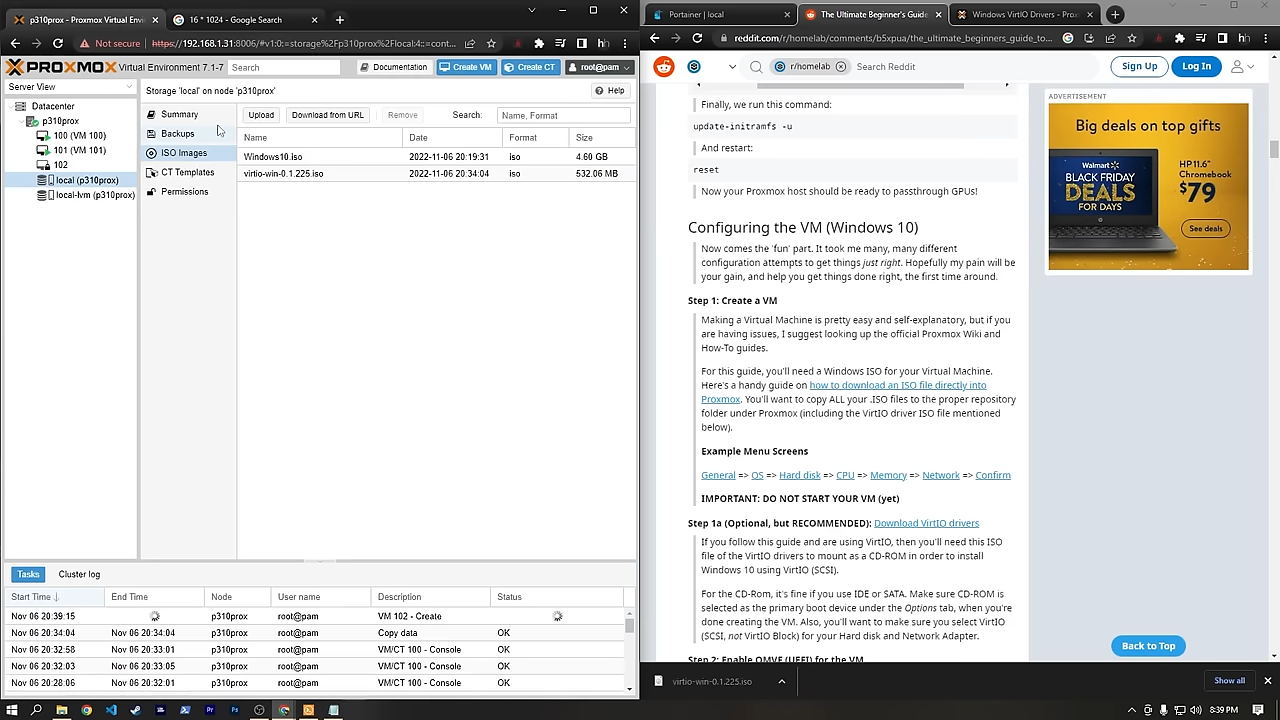 p310prox - Proxmox Virtual Environment
16 * 1024 - Google Search
Not secure
https://192.168.1.31:8006/#v1:0:=storage%2Fp310prox%2Flocal:4::=cont...
PROXMOX Virtual Environment 7.1-7
Search
Documentation
Create VM
Create CT
root@pam
Server View
Storage 'local' on node 'p310prox'
Help
Datacenter
p310prox
100 (VM 100)
101 (VM 101)
102
local (p310prox)
local-lvm (p310prox)
Summary
Backups
ISO Images
CT Templates
Permissions
Upload
Download from URL
Remove
Search:
Name, Format
Name Date Format Size
Windows10.iso 2022-11-06 20:19:31 iso 4.60 GB
virtio-win-0.1.225.iso 2022-11-06 20:34:04 iso 532.06 MB
Tasks
Cluster log
Start Time End Time Node User name Description Status
Nov 06 20:39:15 p310prox root@pam VM 102 - Create
Nov 06 20:34:04 Nov 06 20:34:04 p310prox root@pam Copy data OK
Nov 06 20:32:58 Nov 06 20:33:01 p310prox root@pam VM/CT 100 - Console OK
Nov 06 20:32:03 Nov 06 20:33:05 p310prox root@pam VM/CT 100 - Console OK
Nov 06 20:28:06 Nov 06 20:32:01 p310prox root@pam VM/CT 100 - Console OK
Portainer | local
The Ultimate Beginner's Guide
Windows VirtIO Drivers - Prox
reddit.com/r/homelab/comments/b5xpua/the_ultimate_beginners_guide_to...
r/homelab
Search Reddit
Sign Up
Log In
Finally, we run this command:
update-initramfs -u
And restart:
reset
Now your Proxmox host should be ready to passthrough GPUs!
Configuring the VM (Windows 10)
Now comes the 'fun' part. It took me many, many different
configuration attempts to get things just right. Hopefully my pain will be
your gain, and help you get things done right, the first time around.
Step 1: Create a VM
Making a Virtual Machine is pretty easy and self-explanatory, but if you
are having issues, I suggest looking up the official Proxmox Wiki and
How-To guides.
For this guide, you'll need a Windows ISO for your Virtual Machine.
Here's a handy guide on how to download an ISO file directly into
Proxmox. You'll want to copy ALL your .ISO files to the proper repository
folder under Proxmox (including the VirtIO driver ISO file mentioned
below).
Example Menu Screens
General => OS => Hard disk => CPU => Memory => Network => Confirm
IMPORTANT: DO NOT START YOUR VM (yet)
Step 1a (Optional, but RECOMMENDED): Download VirtIO drivers
If you follow this guide and are using VirtIO, then you'll need this ISO
file of the VirtIO drivers to mount as a CD-ROM in order to install
Windows 10 using VirtIO (SCSI).
For the CD-Rom, it's fine if you use IDE or SATA. Make sure CD-ROM is
selected as the primary boot device under the Options tab, when you're
done creating the VM. Also, you'll want to make sure you select VirtIO
(SCSI, not VirtIO Block) for your Hard disk and Network Adapter.
Step 2: Enable OMVF (UEFI) for the VM
ADVERTISEMENT
Big deals on top gifts
Walmart
BLACK FRIDAY
DEALS
FOR DAYS
HP 11.6"
Chromebook
$79
See deals
Back to Top
virtio-win-0.1.225.iso
Show all
8:39 PM